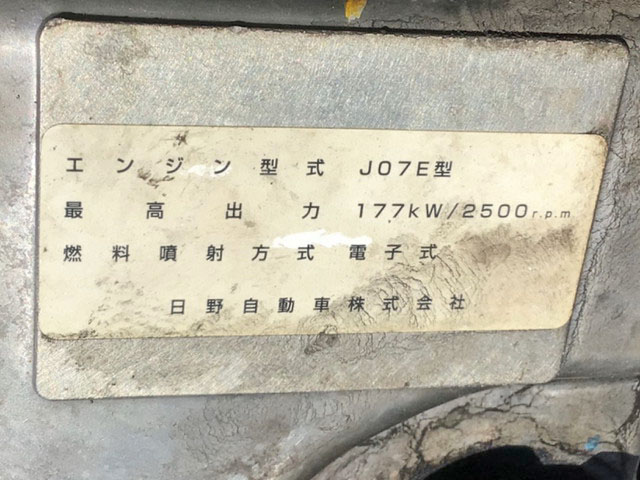 エンジン型式 J07E型
最高出力 177kW/2500r.p.m
燃料噴射方式 電子式
日野自動車株式会社